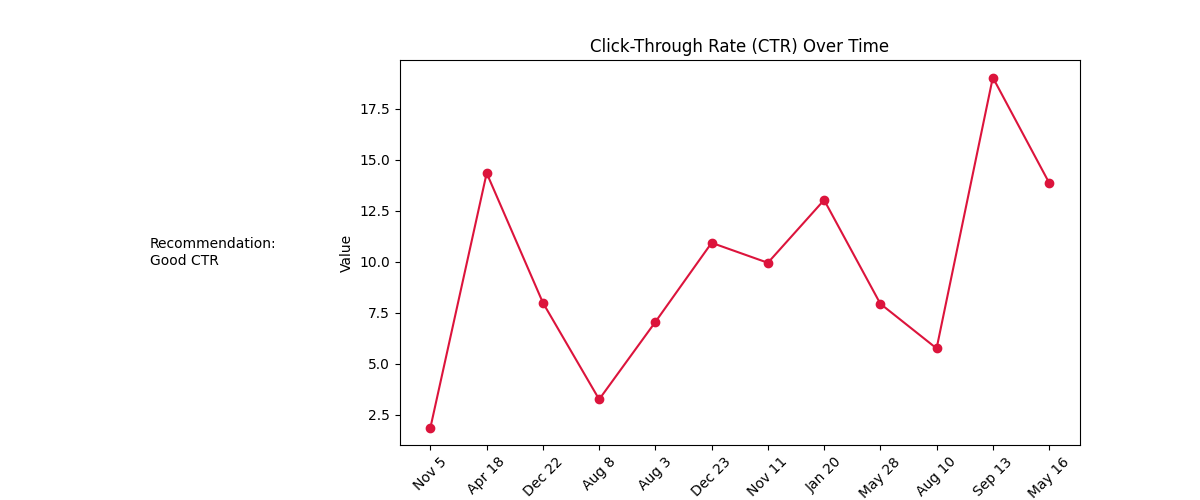 Click-Through Rate (CTR) Over Time
Recommendation:
Good CTR
Value
17.5
15.0
12.5
10.0
7.5
5.0
2.5
Nov 5
Apr 18
Dec 22
Aug 8
Aug 3
Dec 23
Nov 11
Jan 20
May 28
Aug 10
Sep 13
May 16